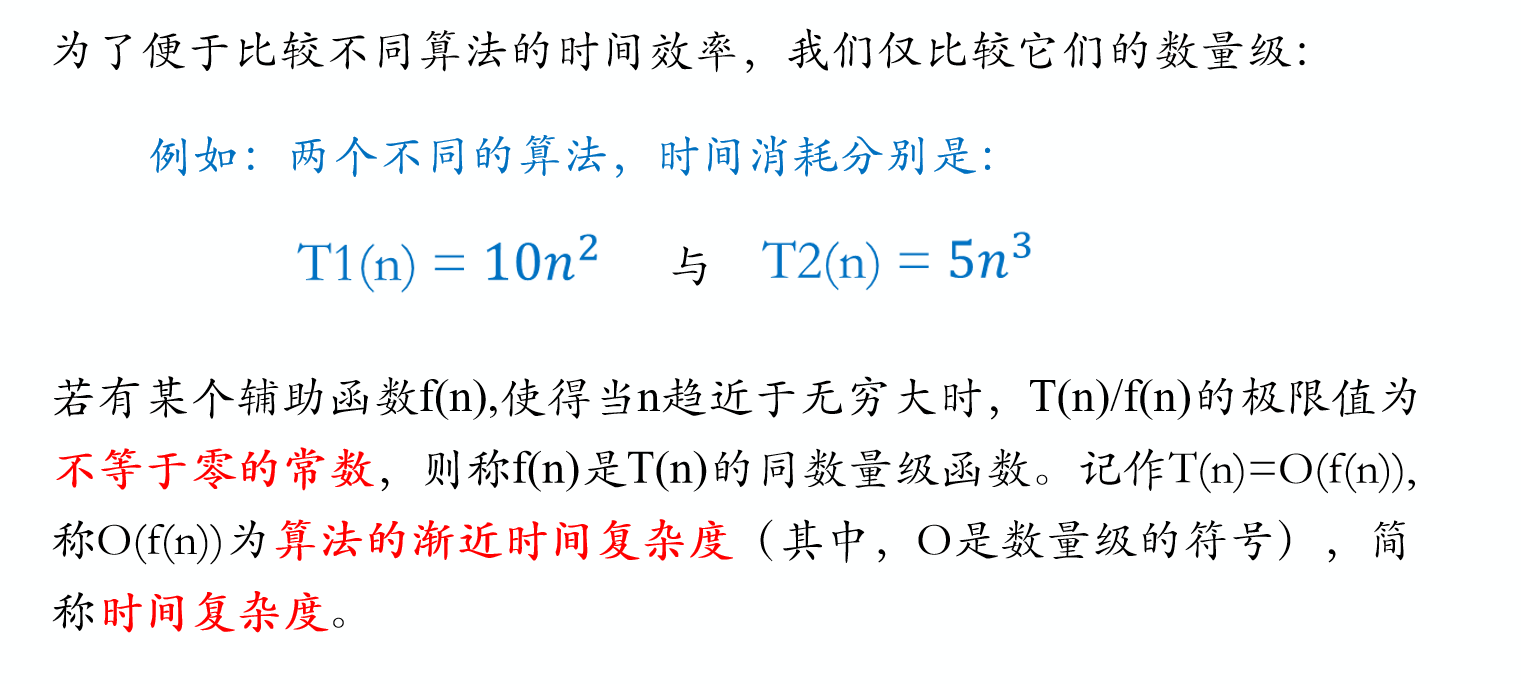 为了便于比较不同算法的时间效率，我们仅比较它们的数量级：
例如：两个不同的算法，时间消耗分别是：
T1(n) = 10n² 与 T2(n) = 5n³
若有某个辅助函数f(n),使得当n趋近于无穷大时，T(n)/f(n)的极限值为
不等于零的常数，则称f(n)是T(n)的同数量级函数。记作T(n)=O(f(n)),
称O(f(n))为算法的渐近时间复杂度（其中，O是数量级的符号），简
称时间复杂度。